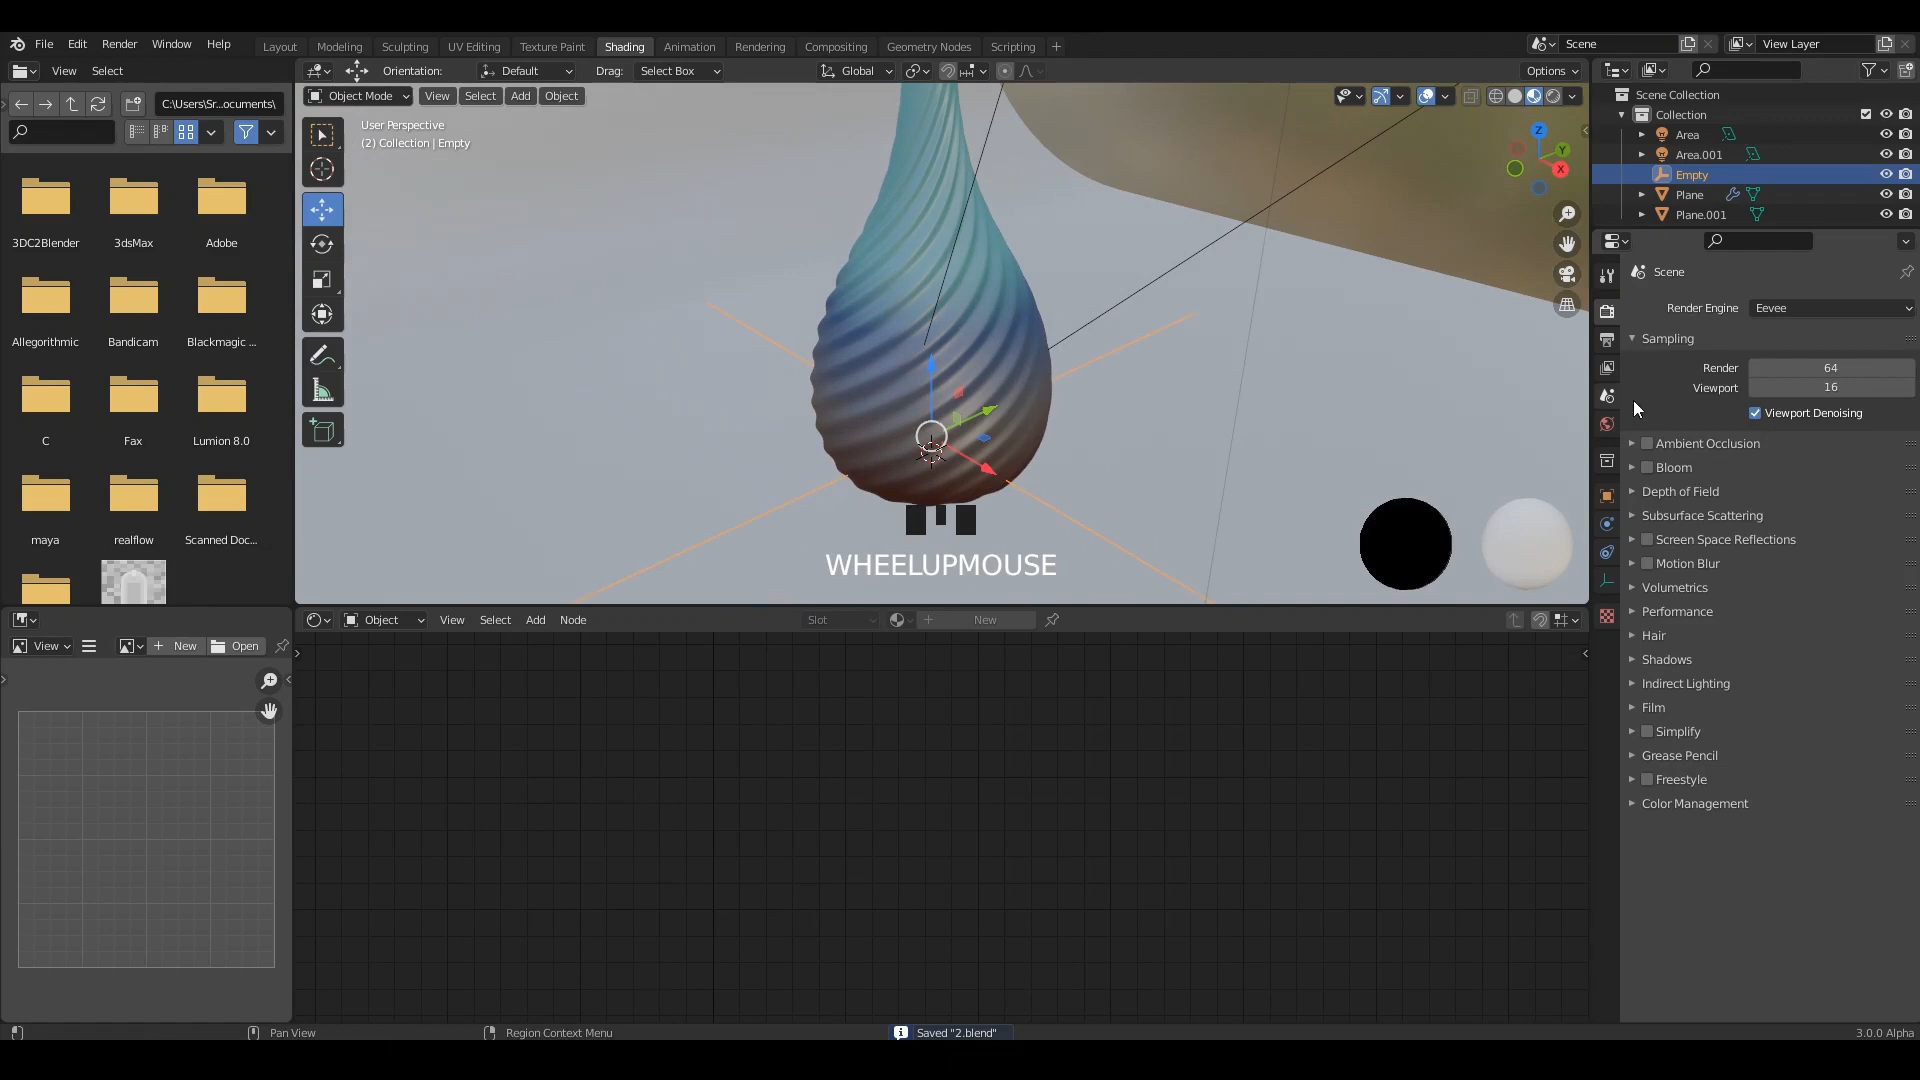 File Edit Render Window Help Layout Modeling Sculpting UV Editing Texture Paint Shading Animation Rendering Compositing Geometry Nodes Scripting + Scene View Layer
View Select Orientation: Default Drag: Select Box Global Options
C:\Users\Sr...ocuments\ Object Mode View Select Add Object
Scene Collection
Collection
Area
Area.001
Empty
Plane
Plane.001
User Perspective
(2) Collection | Empty
Z
Y
X
3DC2Blender 3dsMax Adobe
Allegorithmic Bandicam Blackmagic ...
C Fax Lumion 8.0
maya realflow Scanned Doc...
WHEELUPMOUSE
Scene
Render Engine Eevee
Sampling
Render 64
Viewport 16
Viewport Denoising
Ambient Occlusion
Bloom
Depth of Field
Subsurface Scattering
Screen Space Reflections
Motion Blur
Volumetrics
Performance
Hair
Shadows
Indirect Lighting
Film
Simplify
Grease Pencil
Freestyle
Color Management
Object View Select Add Node Slot New
View New Open
Pan View Region Context Menu Saved "2.blend" 3.0.0 Alpha